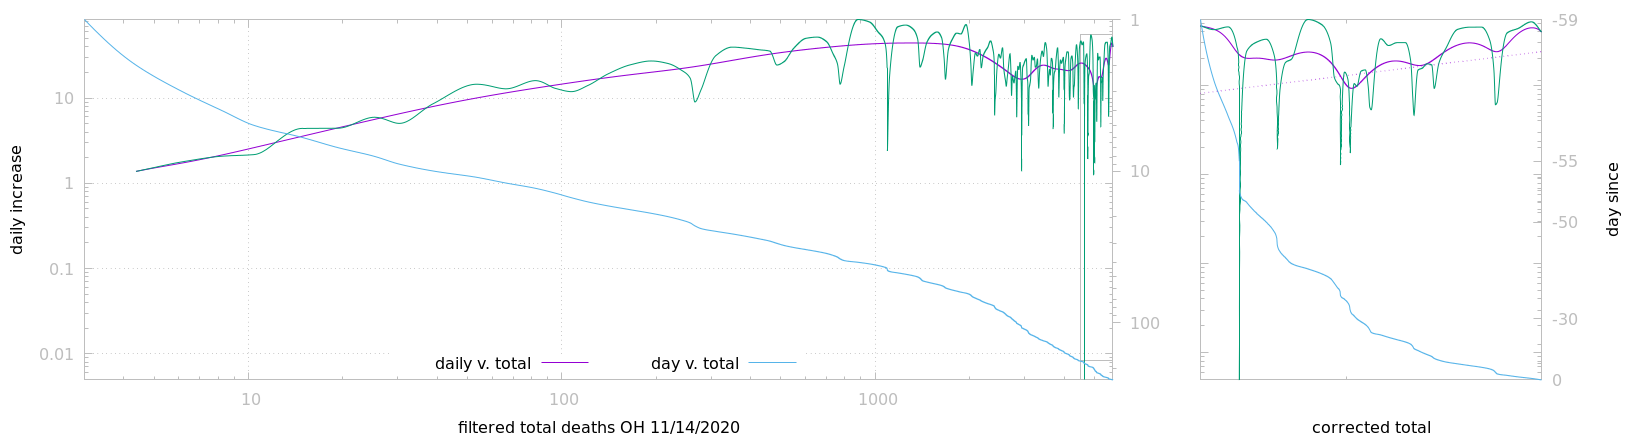 1
-59
10
10
-55
1
-50
0.1
100
-30
0.01
daily v. total
day v. total
0
10
100
1000
daily increase
day since
filtered total deaths OH 11/14/2020
corrected total